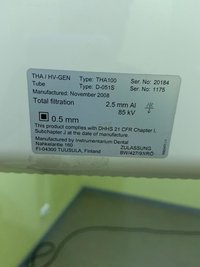 THA / HV-GEN Type: THA100 Ser. No: 20184
Tube Type: D-051S Ser. No: 1175
Manufactured: November 2008
Total filtration 2.5 mm Al
85 kV
0.5 mm
This product complies with DHHS 21 CFR Chapter I,
Subchapter J at the date of manufacture.
Manufactured by Instrumentarium Dental
Nahkelantie 160 ZULASSUNG
FI-04300 TUUSULA, Finland BW/427/9XRÖ